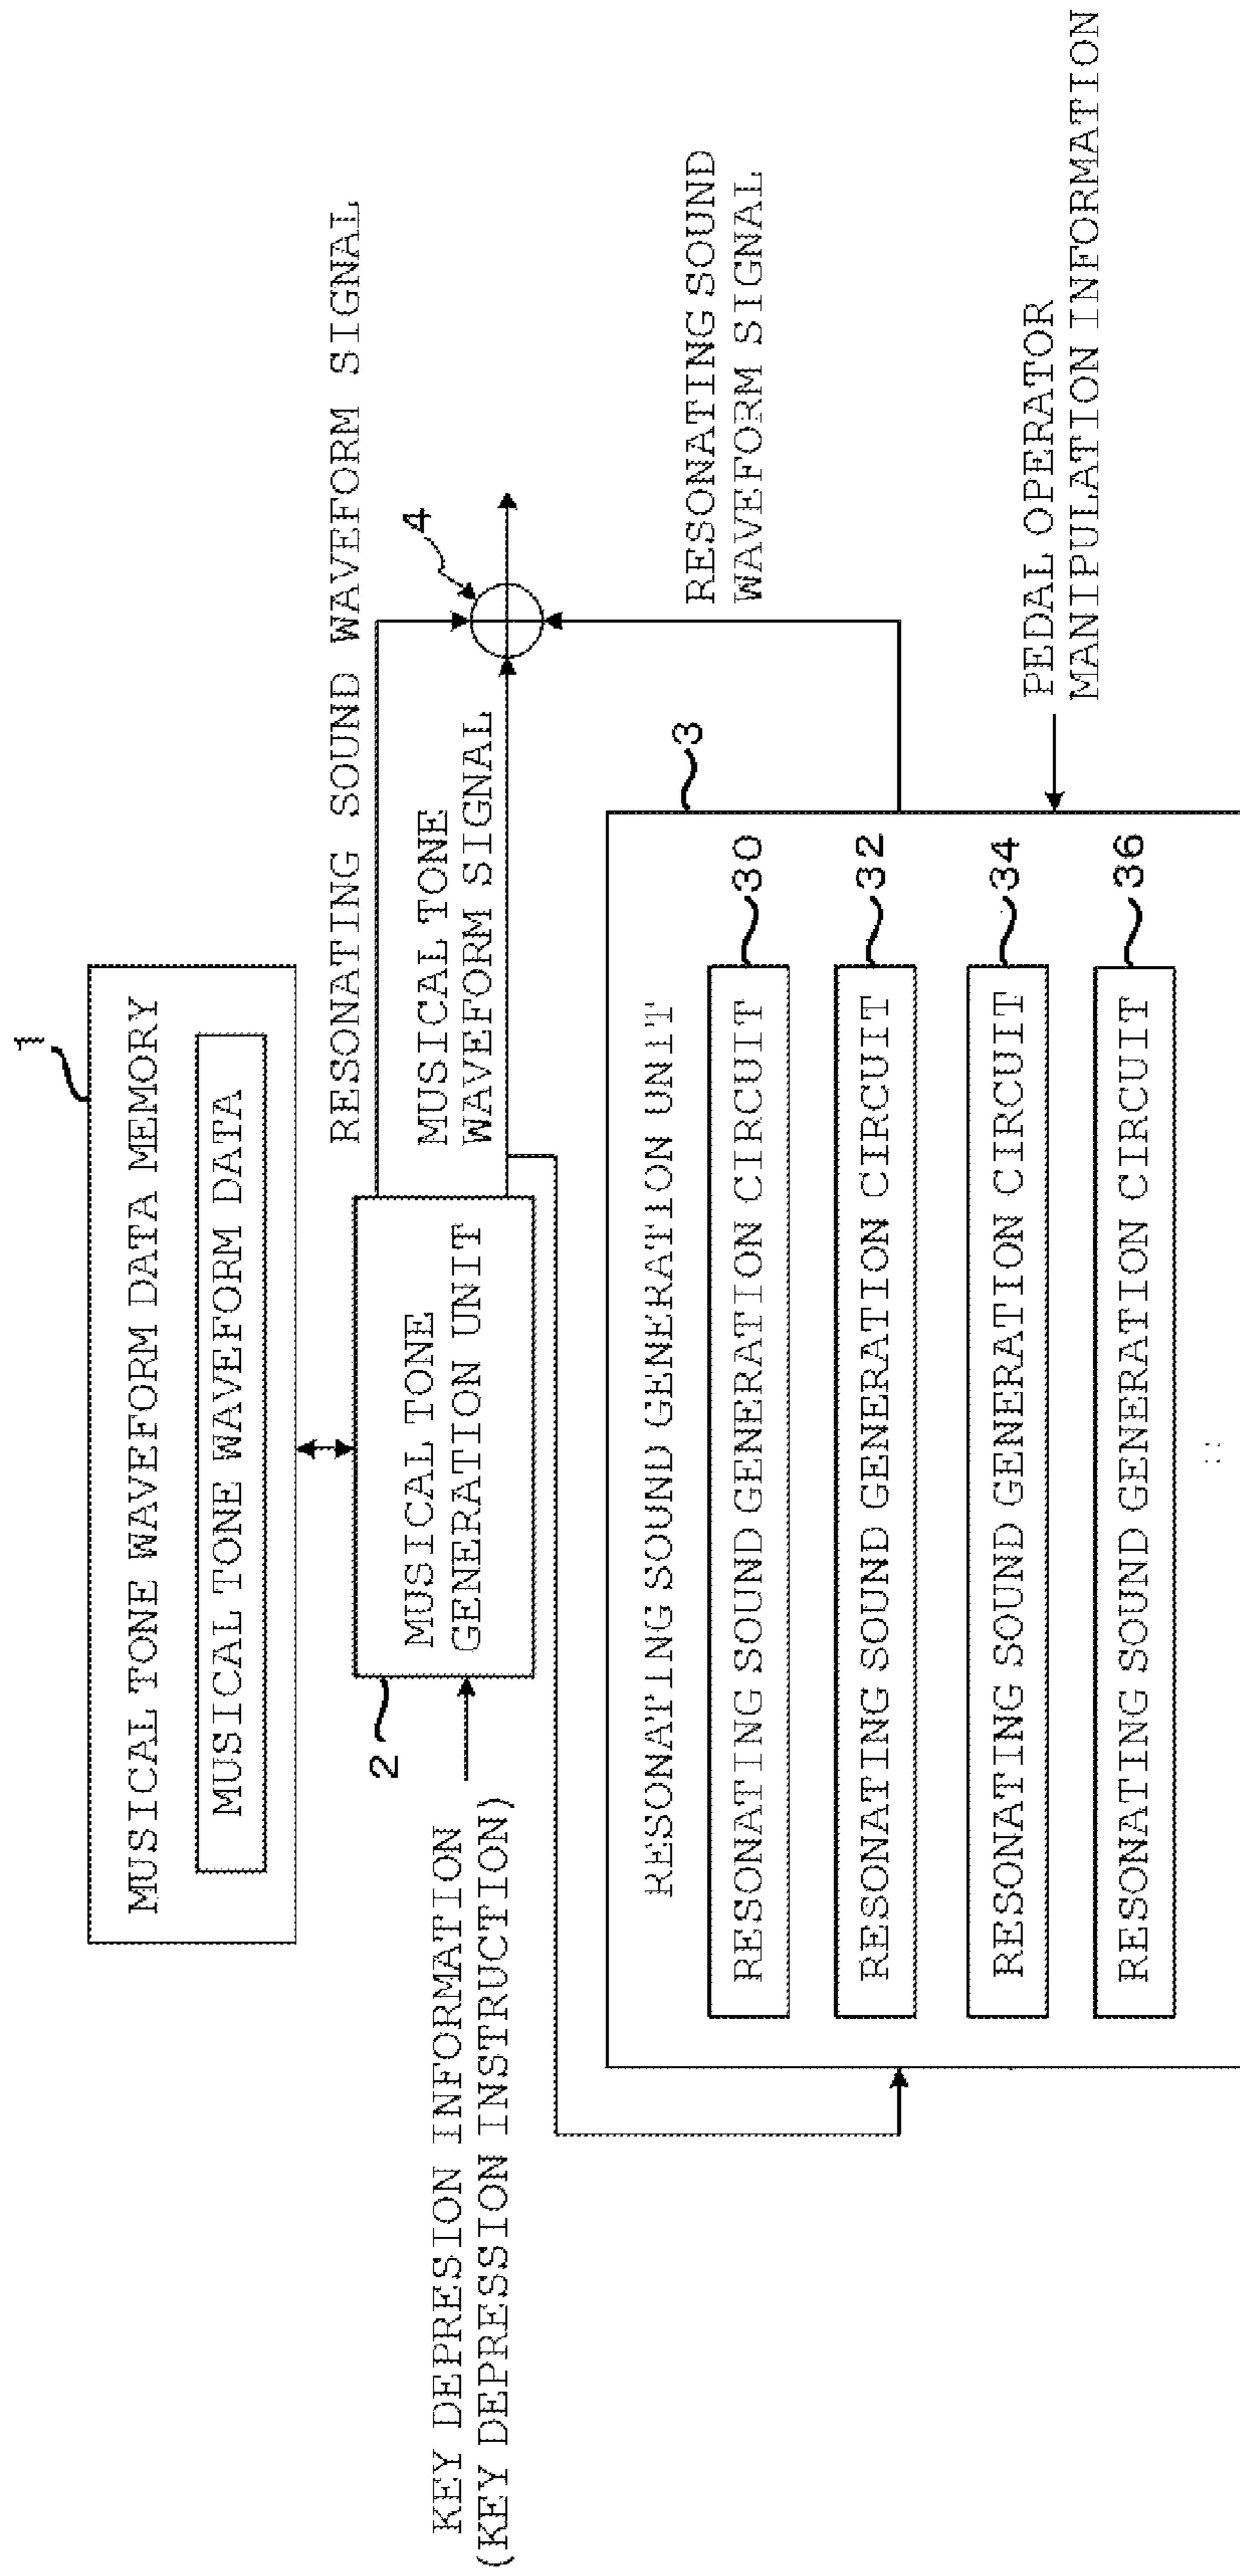 1
MUSICAL TONE WAVEFORM DATA MEMORY
MUSICAL TONE WAVEFORM DATA
RESONATING SOUND WAVEFORM SIGNAL
2
MUSICAL TONE
GENERATION UNIT
KEY DEPRESION INFORMATION
(KEY DEPRESSION INSTRUCTION)
MUSICAL TONE
WAVEFORM SIGNAL
4
3
RESONATING SOUND
WAVEFORM SIGNAL
RESONATING SOUND GENERATION UNIT
RESONATING SOUND GENERATION CIRCUIT
30
RESONATING SOUND GENERATION CIRCUIT
32
RESONATING SOUND GENERATION CIRCUIT
34
RESONATING SOUND GENERATION CIRCUIT
36
PEDAL OPERATOR
MANIPULATION INFORMATION